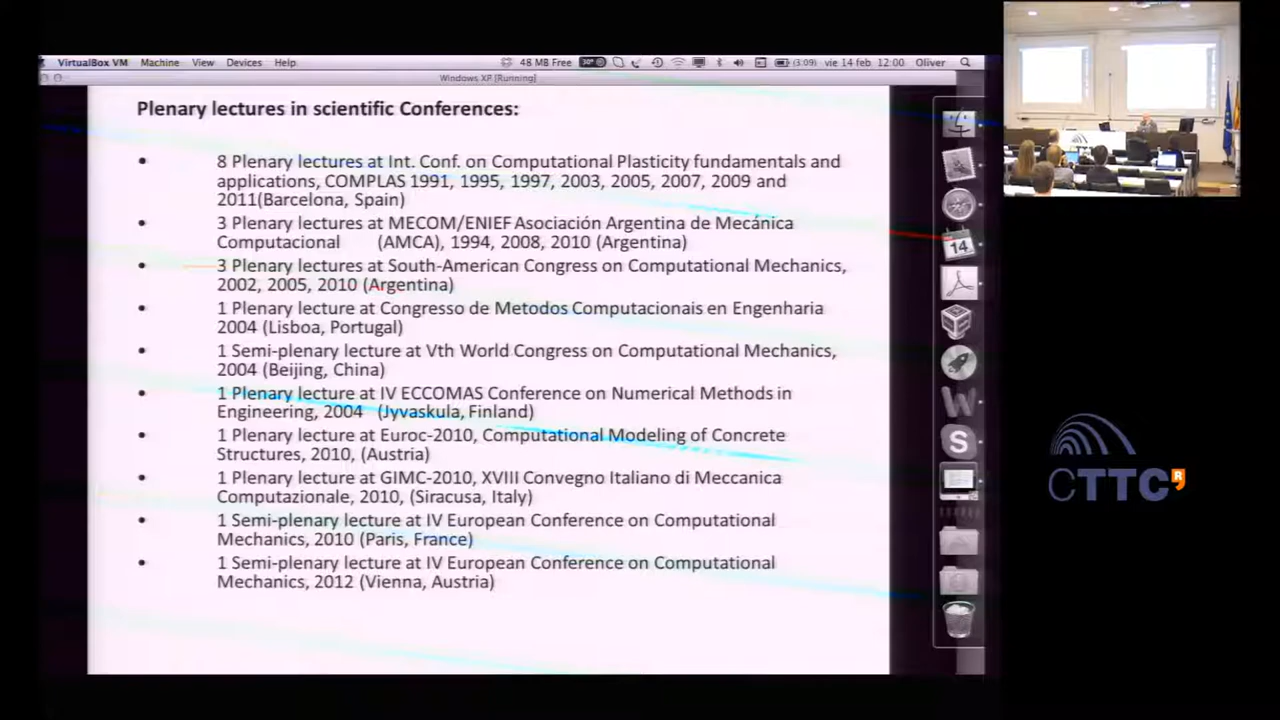 VirtualBox VM Machine View Devices Help 48 MB Free 30° (3:09) vie 14 feb 12:00 Oliver
Windows XP [Running]
Plenary lectures in scientific Conferences:
• 8 Plenary lectures at Int. Conf. on Computational Plasticity fundamentals and
applications, COMPLAS 1991, 1995, 1997, 2003, 2005, 2007, 2009 and
2011(Barcelona, Spain)
• 3 Plenary lectures at MECOM/ENIEF Asociación Argentina de Mecánica
Computacional (AMCA), 1994, 2008, 2010 (Argentina)
• 3 Plenary lectures at South-American Congress on Computational Mechanics,
2002, 2005, 2010 (Argentina)
• 1 Plenary lecture at Congresso de Metodos Computacionais en Engenharia
2004 (Lisboa, Portugal)
• 1 Semi-plenary lecture at Vth World Congress on Computational Mechanics,
2004 (Beijing, China)
• 1 Plenary lecture at IV ECCOMAS Conference on Numerical Methods in
Engineering, 2004 (Jyvaskula, Finland)
• 1 Plenary lecture at Euroc-2010, Computational Modeling of Concrete
Structures, 2010, (Austria)
• 1 Plenary lecture at GIMC-2010, XVIII Convegno Italiano di Meccanica
Computazionale, 2010, (Siracusa, Italy)
• 1 Semi-plenary lecture at IV European Conference on Computational
Mechanics, 2010 (Paris, France)
• 1 Semi-plenary lecture at IV European Conference on Computational
Mechanics, 2012 (Vienna, Austria)
14
W
S
CTTC